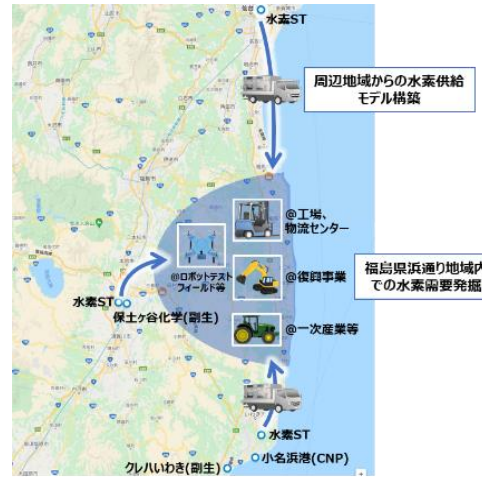 水素ST
周辺地域からの水素供給
モデル構築
@工場、
物流センター
@ロボットテスト
フィールド等
@復興事業
福島県浜通り地域内
での水素需要発掘
水素ST
保土ヶ谷化学(副生)
@一次産業等
水素ST
小名浜港(CNP)
クレハいわき(副生)